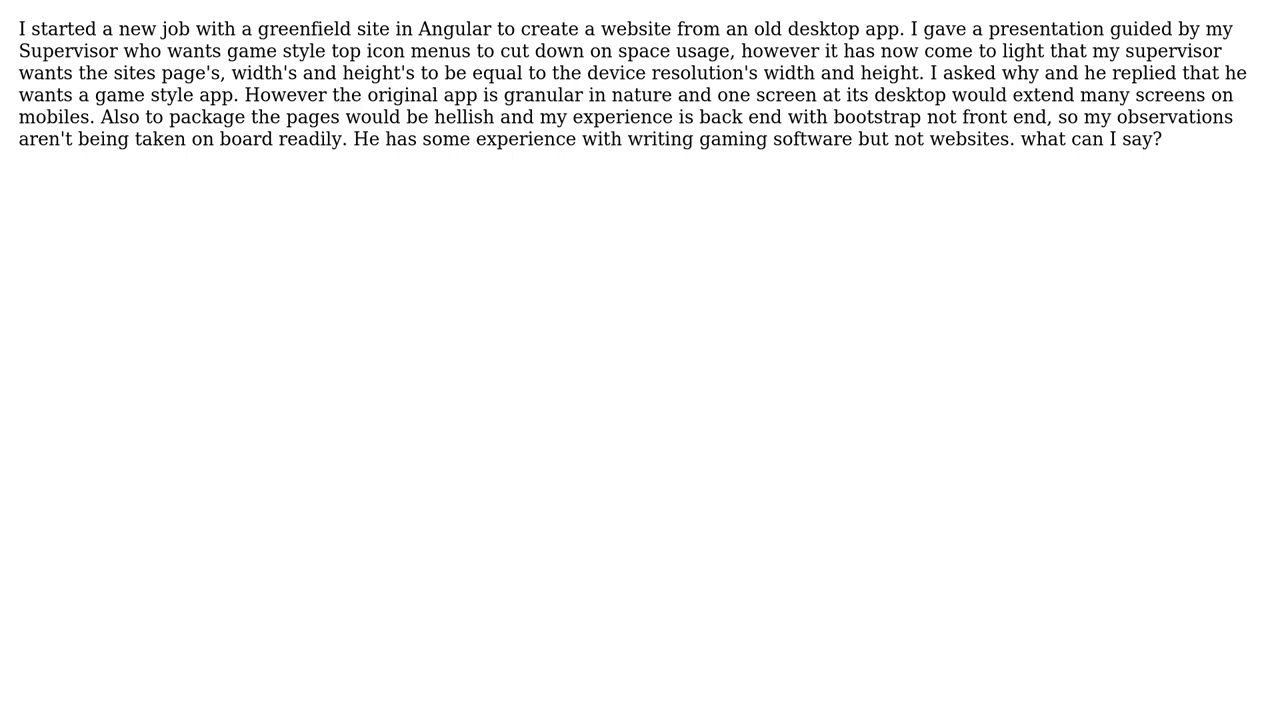 I started a new job with a greenfield site in Angular to create a website from an old desktop app. I gave a presentation guided by my
Supervisor who wants game style top icon menus to cut down on space usage, however it has now come to light that my supervisor
wants the sites page's, width's and height's to be equal to the device resolution's width and height. I asked why and he replied that he
wants a game style app. However the original app is granular in nature and one screen at its desktop would extend many screens on
mobiles. Also to package the pages would be hellish and my experience is back end with bootstrap not front end, so my observations
aren't being taken on board readily. He has some experience with writing gaming software but not websites. what can I say?